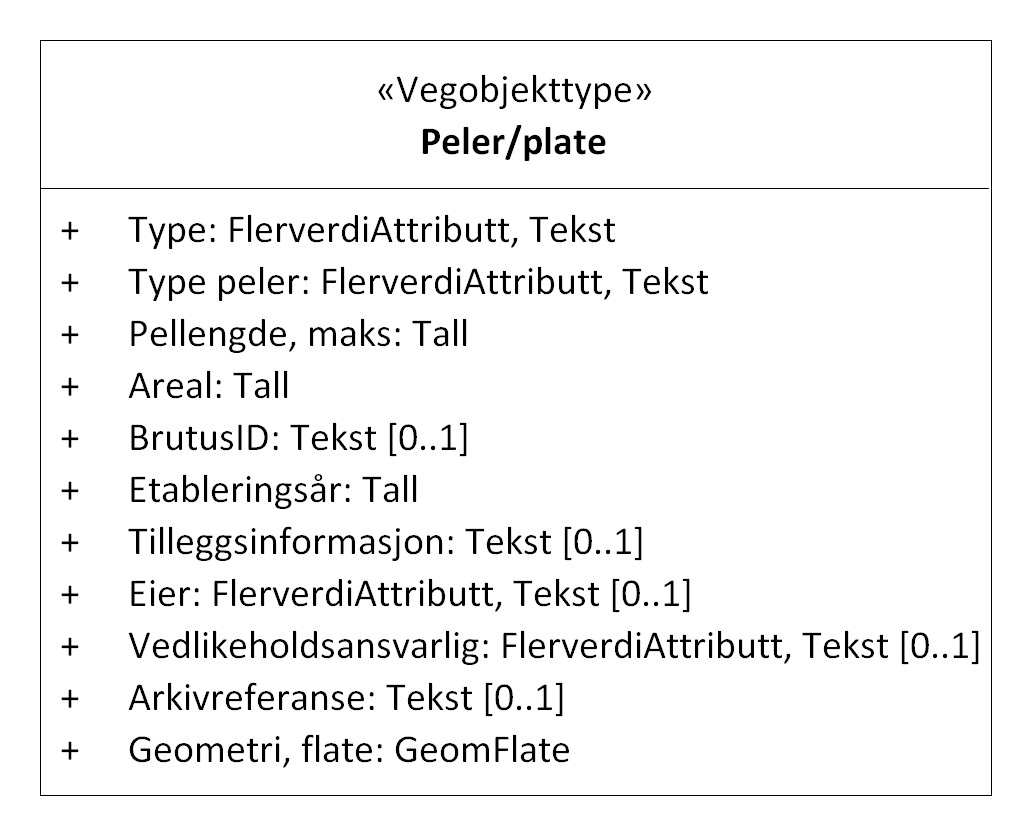 «Vegobjekttype»
Peler/plate
+ Type: FlerverdiAttributt, Tekst
+ Type peler: FlerverdiAttributt, Tekst
+ Pellengde, maks: Tall
+ Areal: Tall
+ BrutusID: Tekst [0..1]
+ Etableringsår: Tall
+ Tilleggsinformasjon: Tekst [0..1]
+ Eier: FlerverdiAttributt, Tekst [0..1]
+ Vedlikeholdsansvarlig: FlerverdiAttributt, Tekst [0..1]
+ Arkivreferanse: Tekst [0..1]
+ Geometri, flate: GeomFlate